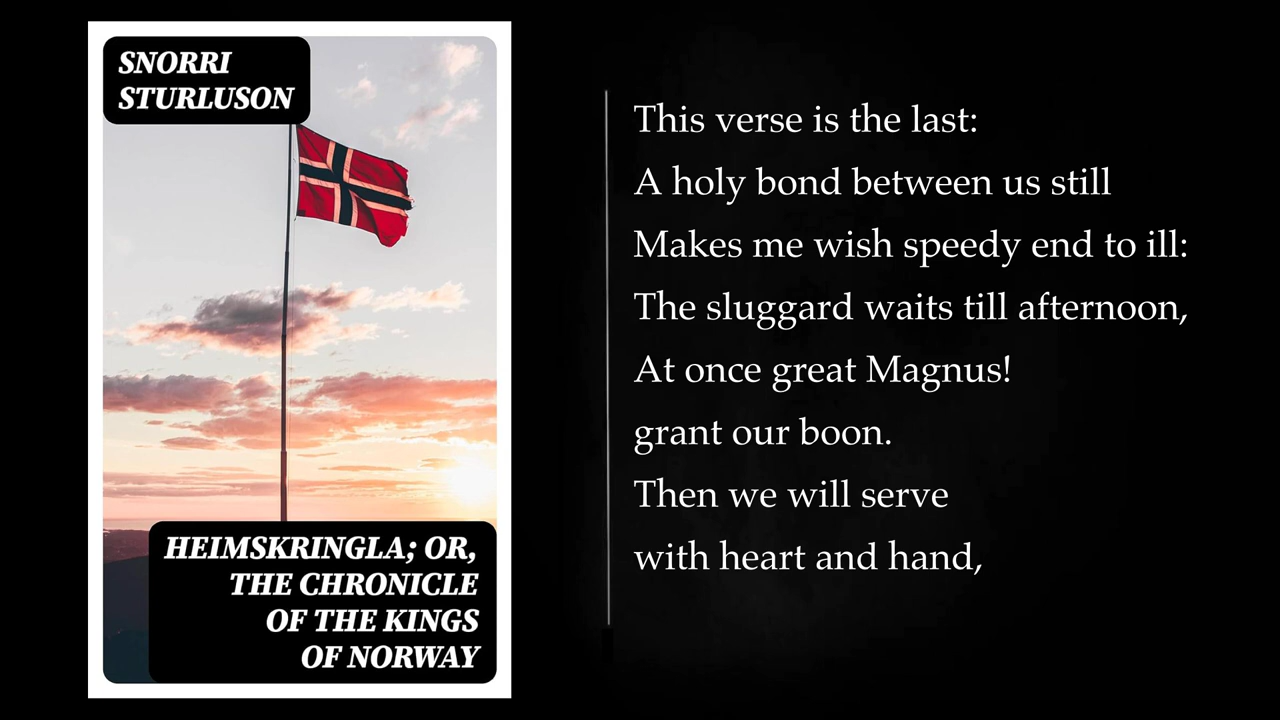 SNORRI
STURLUSON
HEIMSKRINGLA; OR,
THE CHRONICLE
OF THE KINGS
OF NORWAY
This verse is the last:
A holy bond between us still
Makes me wish speedy end to ill:
The sluggard waits till afternoon,
At once great Magnus!
grant our boon.
Then we will serve
with heart and hand,